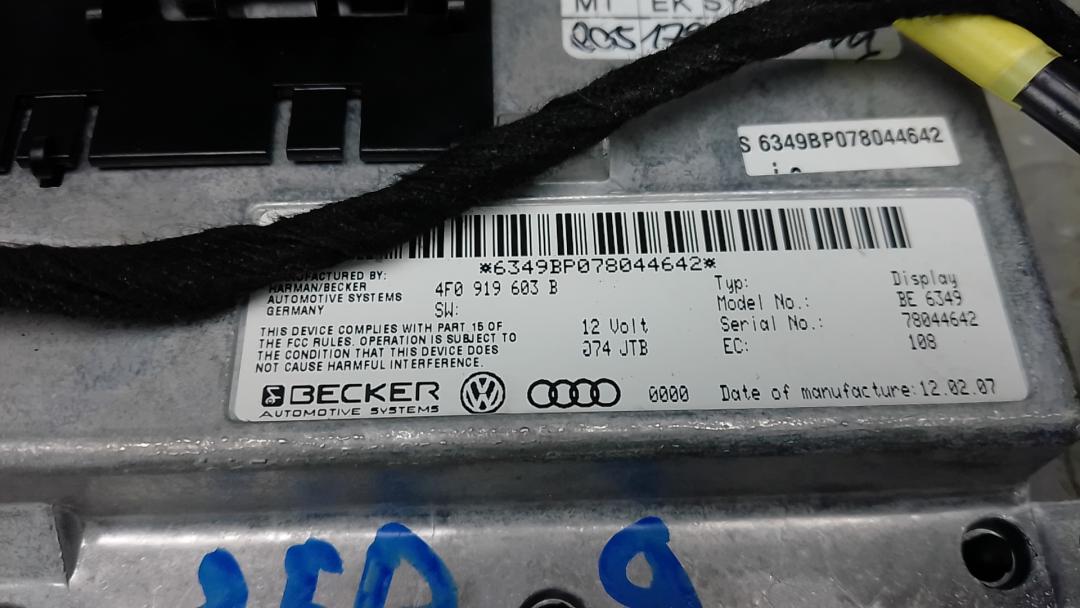 MT EK SY
S 6349BP078044642
*6349BP078044642*
MANUFACTURED BY:
HARMAN/BECKER
AUTOMOTIVE SYSTEMS
GERMANY
4F0 919 603 B
SW:
THIS DEVICE COMPLIES WITH PART 15 OF
THE FCC RULES. OPERATION IS SUBJECT TO
THE CONDITION THAT THIS DEVICE DOES
NOT CAUSE HARMFUL INTERFERENCE.
12 Volt
J74 JTB
Typ: Display
Model No.: BE 6349
Serial No.: 78044642
EC: 108
BECKER
AUTOMOTIVE SYSTEMS
0000
Date of manufacture: 12.02.07